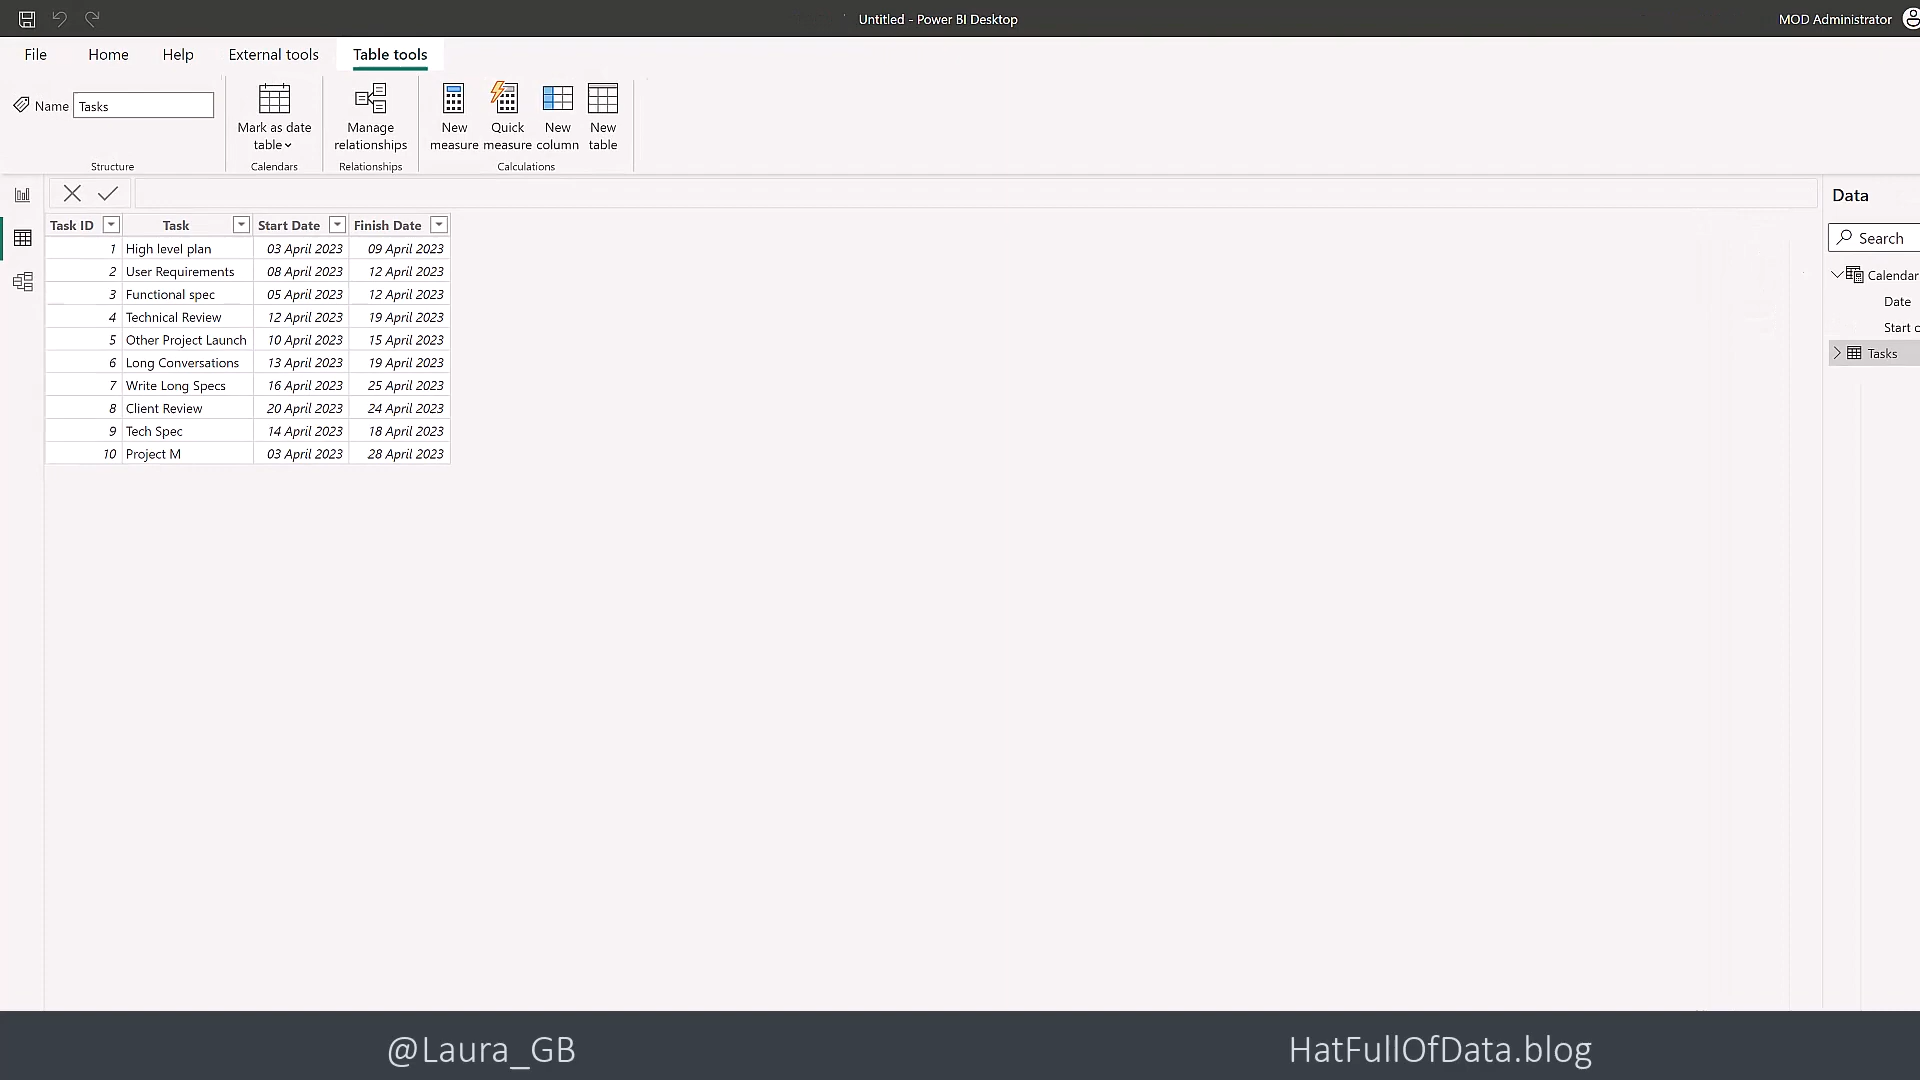 Untitled - Power BI Desktop
MOD Administrator
File Home Help External tools Table tools
Name Tasks
Mark as date table
Manage relationships
New measure
Quick measure
New column
New table
Structure Calendars Relationships Calculations
Data
Search
Calendar
Date
Start c
Tasks
Task ID Task Start Date Finish Date
1 High level plan 03 April 2023 09 April 2023
2 User Requirements 08 April 2023 12 April 2023
3 Functional spec 05 April 2023 12 April 2023
4 Technical Review 12 April 2023 19 April 2023
5 Other Project Launch 10 April 2023 15 April 2023
6 Long Conversations 13 April 2023 19 April 2023
7 Write Long Specs 16 April 2023 25 April 2023
8 Client Review 20 April 2023 24 April 2023
9 Tech Spec 14 April 2023 18 April 2023
10 Project M 03 April 2023 28 April 2023
@Laura_GB
HatFullOfData.blog